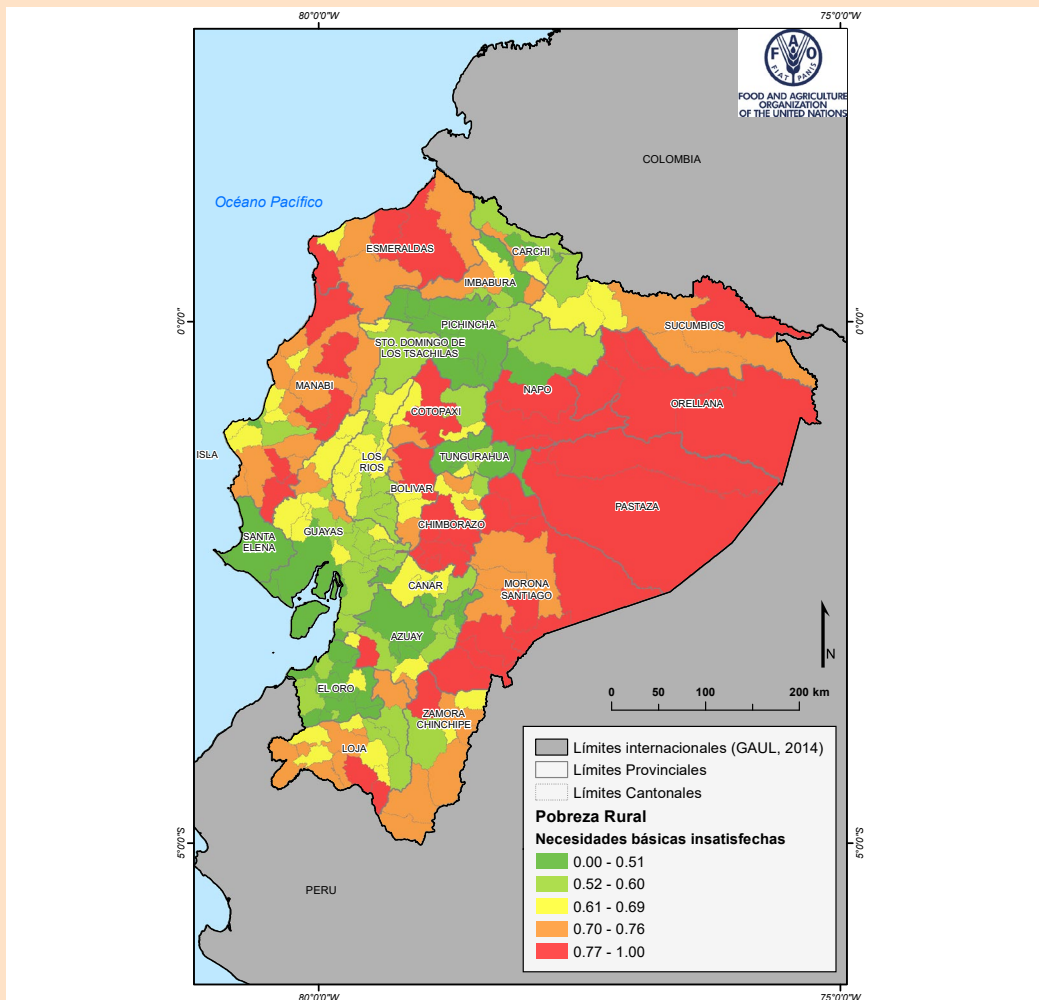 80°0'0"W
75°0'0"W
F A O
FIAT PANIS
FOOD AND AGRICULTURE
ORGANIZATION
OF THE UNITED NATIONS
COLOMBIA
Océano Pacífico
ESMERALDAS
CARCHI
IMBABURA
0°0'0"
0°0'0"
SUCUMBIOS
PICHINCHA
STO. DOMINGO DE
LOS TSACHILAS
MANABI
NAPO
ORELLANA
COTOPAXI
ISLA
LOS
RIOS
TUNGURAHUA
BOLIVAR
PASTAZA
CHIMBORAZO
GUAYAS
SANTA
ELENA
CANAR
MORONA
SANTIAGO
AZUAY
N
EL ORO
0 50 100 200 km
ZAMORA
CHINCHIPE
LOJA
Límites internacionales (GAUL, 2014)
Límites Provinciales
Límites Cantonales
Pobreza Rural
Necesidades básicas insatisfechas
0.00 - 0.51
0.52 - 0.60
0.61 - 0.69
0.70 - 0.76
0.77 - 1.00
5°0'0"S
5°0'0"S
PERU
80°0'0"W
75°0'0"W